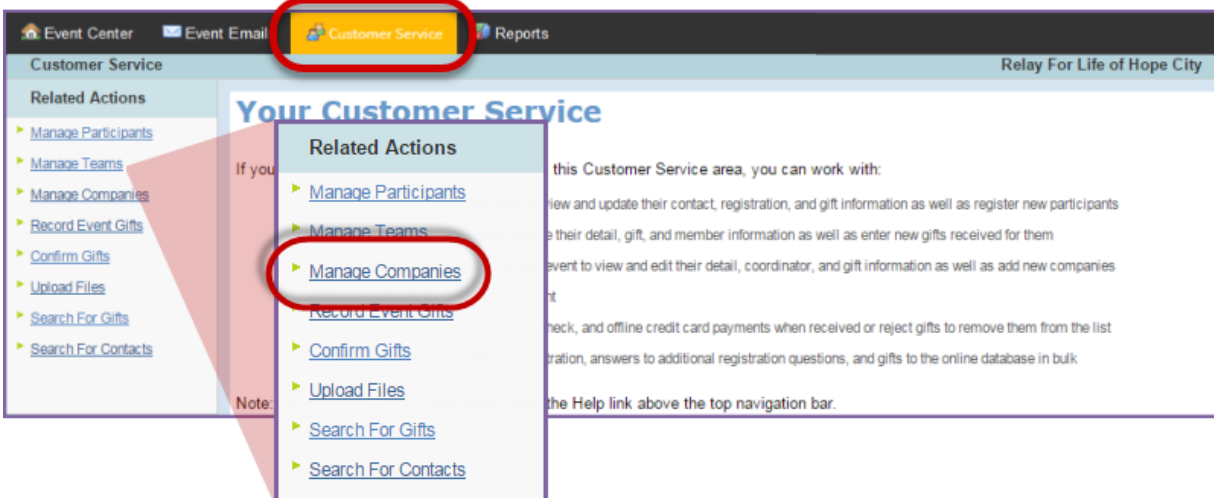 Event Center Event Email Customer Service Reports
Customer Service Relay For Life of Hope City
Related Actions
Manage Participants
Manage Teams
Manage Companies
Record Event Gifts
Confirm Gifts
Upload Files
Search For Gifts
Search For Contacts
Your Customer Service
If you this Customer Service area, you can work with:
view and update their contact, registration, and gift information as well as register new participants
their detail, gift, and member information as well as enter new gifts received for them
event to view and edit their detail, coordinator, and gift information as well as add new companies
and offline credit card payments when received or reject gifts to remove them from the list
answers to additional registration questions, and gifts to the online database in bulk
Note: the Help link above the top navigation bar.
Related Actions
Manage Participants
Manage Teams
Manage Companies
Record Event Gifts
Confirm Gifts
Upload Files
Search For Gifts
Search For Contacts